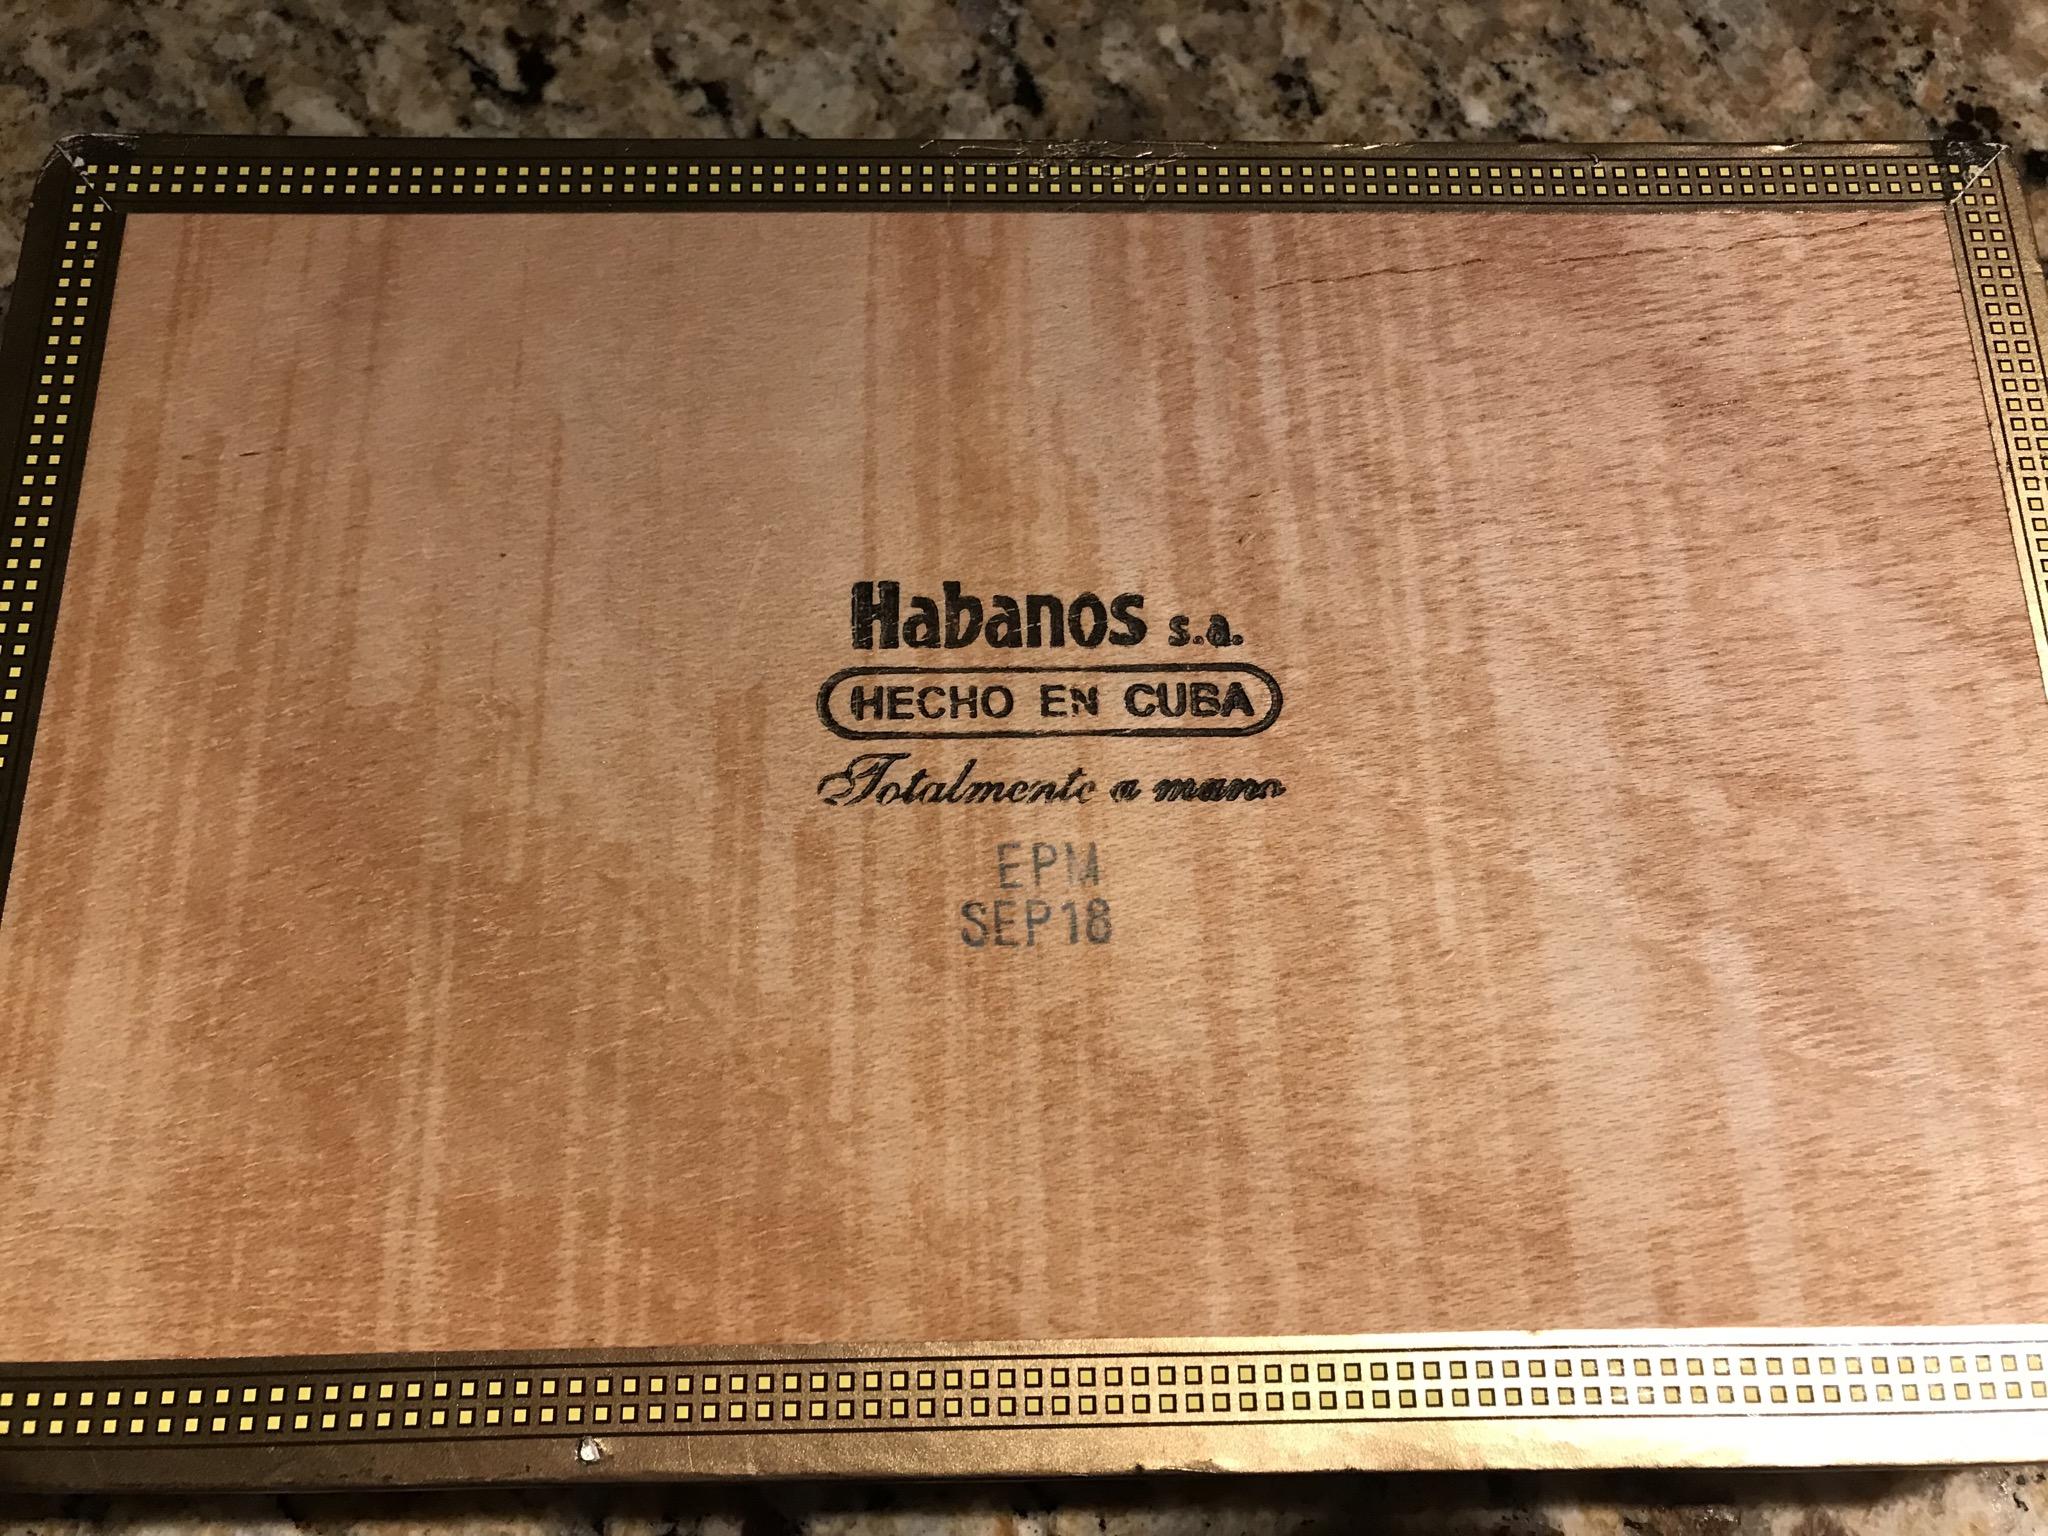 Habanos s.a.
HECHO EN CUBA
Totalmente a mano
EPM
SEP18